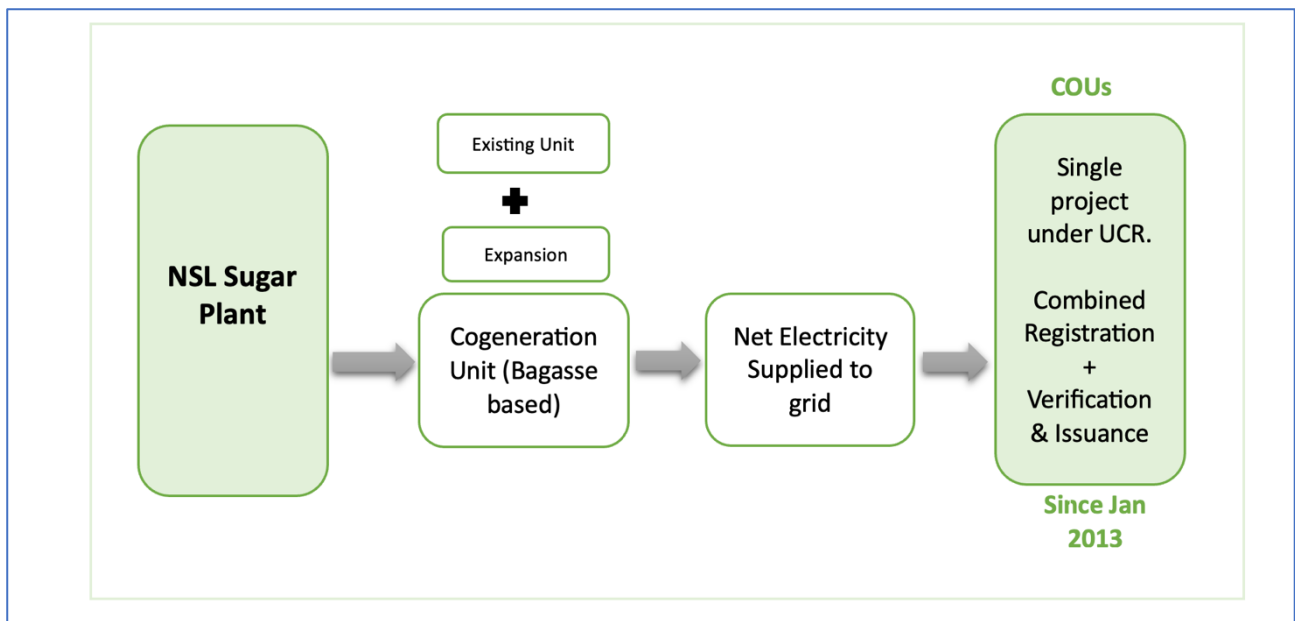 NSL Sugar
Plant
Existing Unit
Expansion
Cogeneration
Unit (Bagasse
based)
Net Electricity
Supplied to
grid
COUs
Single
project
under UCR.
Combined
Registration
+
Verification
& Issuance
Since Jan
2013